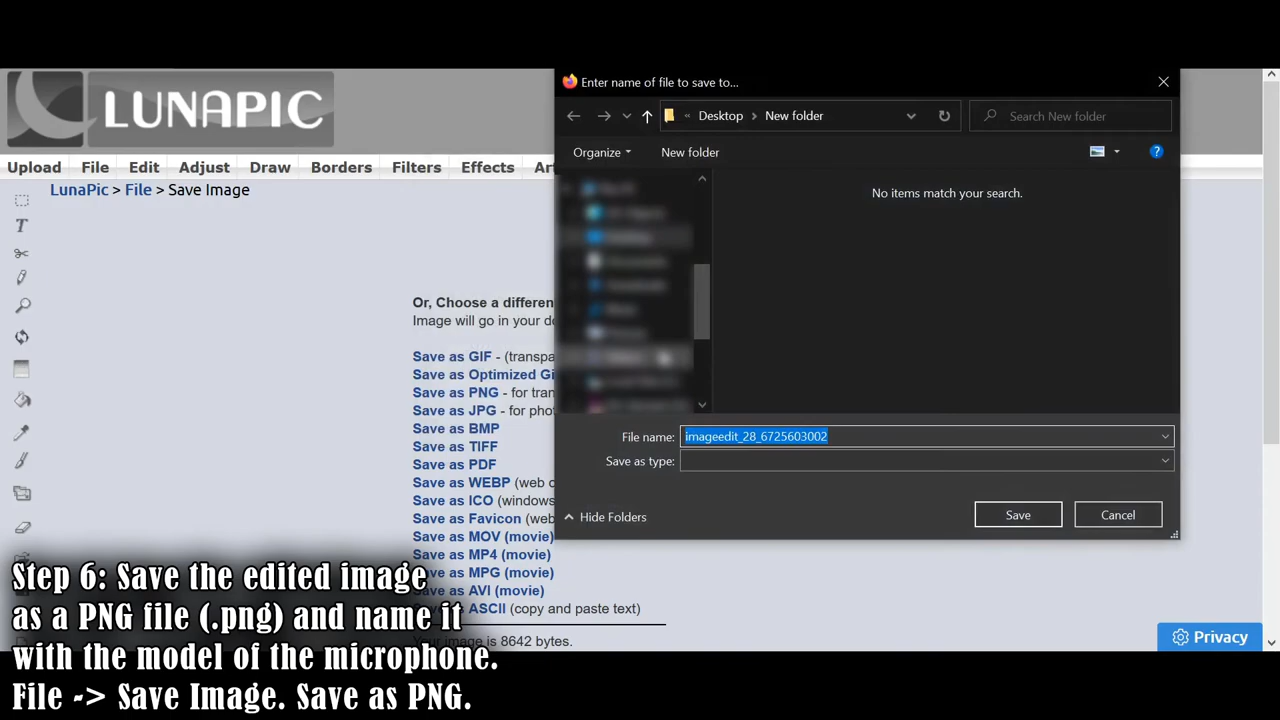 LUNAPIC
Enter name of file to save to...
« Desktop > New folder
Search New folder
Organize
New folder
Upload File Edit Adjust Draw Borders Filters Effects
LunaPic > File > Save Image
No items match your search.
Or, Choose a differen
Image will go in your do
Save as GIF - (transpa
Save as Optimized Gi
Save as PNG - for tran
Save as JPG - for phot
Save as BMP
Save as TIFF
Save as PDF
Save as WEBP (web o
Save as ICO (windows
Save as Favicon (web
Save as MOV (movie)
Save as MP4 (movie)
Save as MPG (movie)
Save as AVI (movie)
ASCII (copy and paste text)
Your image is 8642 bytes.
File name: imageedit_28_6725603002
Save as type:
Hide Folders
Save
Cancel
Privacy
Step 6: Save the edited image
as a PNG file (.png) and name it
with the model of the microphone.
File -> Save Image. Save as PNG.